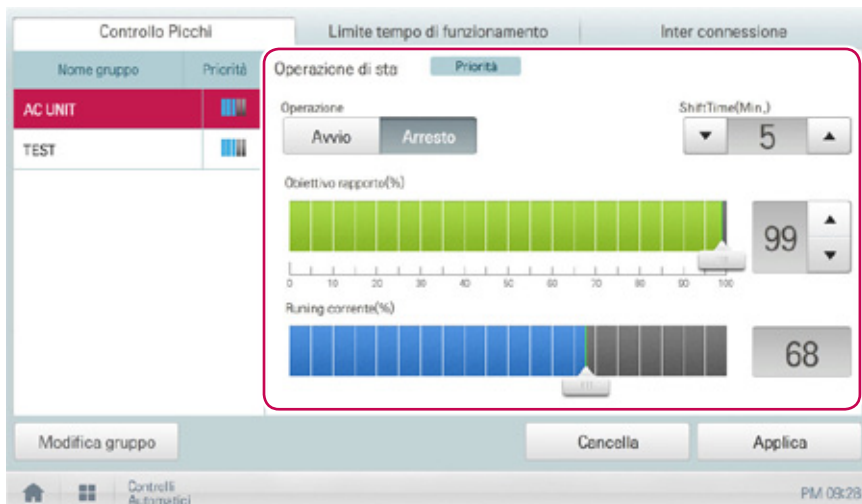 Controllo Picchi
Limite tempo di funzionamento
Inter connessione
Nome gruppo
Priorità
Operazione di sta
Priorità
AC UNIT
TEST
Operazione
Avvio
Arresto
ShiftTime(Min.)
5
Obiettivo rapporto(%)
99
0 10 20 30 40 50 60 70 80 90 100
Runing corrente(%)
68
Modifica gruppo
Cancella
Applica
Controlli
Automatici
PM 09:28